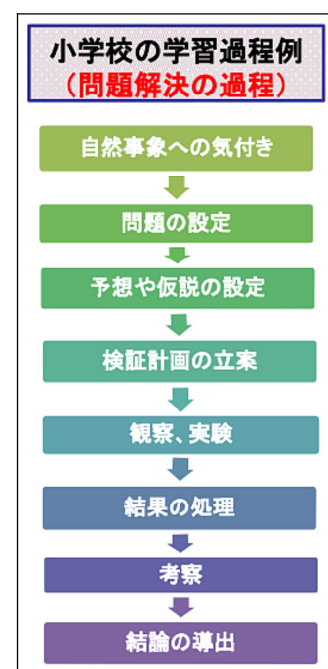 小学校の学習過程例
（問題解決の過程）
自然事象への気付き
問題の設定
予想や仮説の設定
検証計画の立案
観察、実験
結果の処理
考察
結論の導出